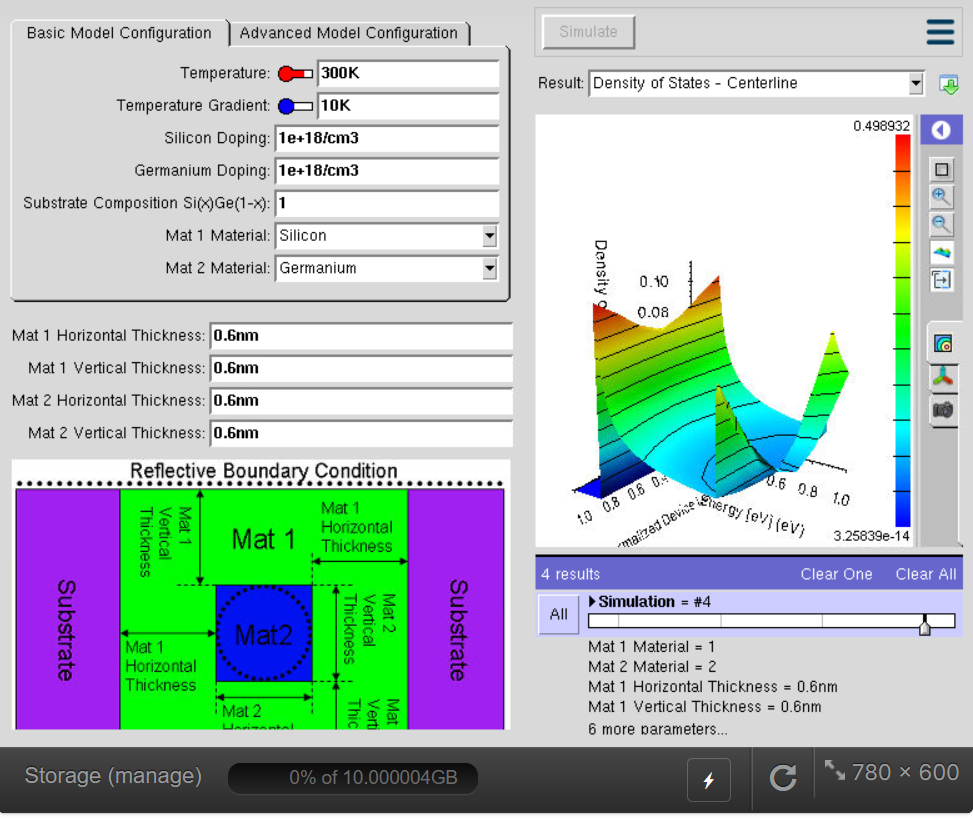 Basic Model Configuration
Advanced Model Configuration
Temperature: 300K
Temperature Gradient: 10K
Silicon Doping: 1e+18/cm3
Germanium Doping: 1e+18/cm3
Substrate Composition Si(x)Ge(1-x): 1
Mat 1 Material: Silicon
Mat 2 Material: Germanium
Mat 1 Horizontal Thickness: 0.6nm
Mat 1 Vertical Thickness: 0.6nm
Mat 2 Horizontal Thickness: 0.6nm
Mat 2 Vertical Thickness: 0.6nm
Reflective Boundary Condition
Mat 1
Vertical
Thickness
Mat 1
Mat 1
Horizontal
Thickness
Substrate
Mat2
Mat 2
Vertical
Thickness
Substrate
Mat 1
Horizontal
Thickness
Mat 2
Horizontal
Mat
Verti
Thic
Simulate
Result: Density of States - Centerline
0.498932
Density o
0.10
0.08
1.0 0.8 0.6 0.4
0.6 0.8 1.0
rmalized Device
Energy [eV] (eV)
3.25839e-14
4 results
Clear One
Clear All
All
Simulation = #4
Mat 1 Material = 1
Mat 2 Material = 2
Mat 1 Horizontal Thickness = 0.6nm
Mat 1 Vertical Thickness = 0.6nm
6 more parameters...
Storage (manage)
0% of 10.000004GB
780 × 600